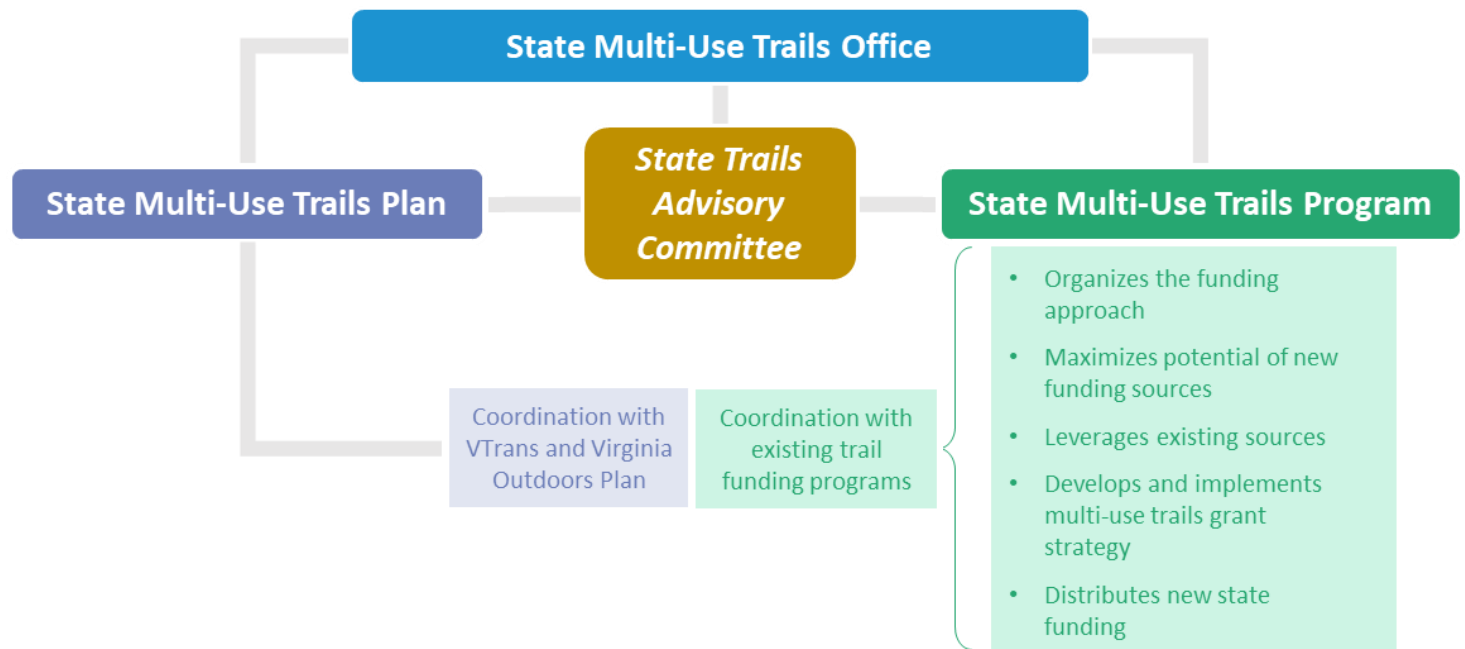 State Multi-Use Trails Office
State Multi-Use Trails Plan
State Trails
Advisory
Committee
State Multi-Use Trails Program
Coordination with
VTrans and Virginia
Outdoors Plan
Coordination with
existing trail
funding programs
• Organizes the funding
approach
• Maximizes potential of new
funding sources
• Leverages existing sources
• Develops and implements
multi-use trails grant
strategy
• Distributes new state
funding